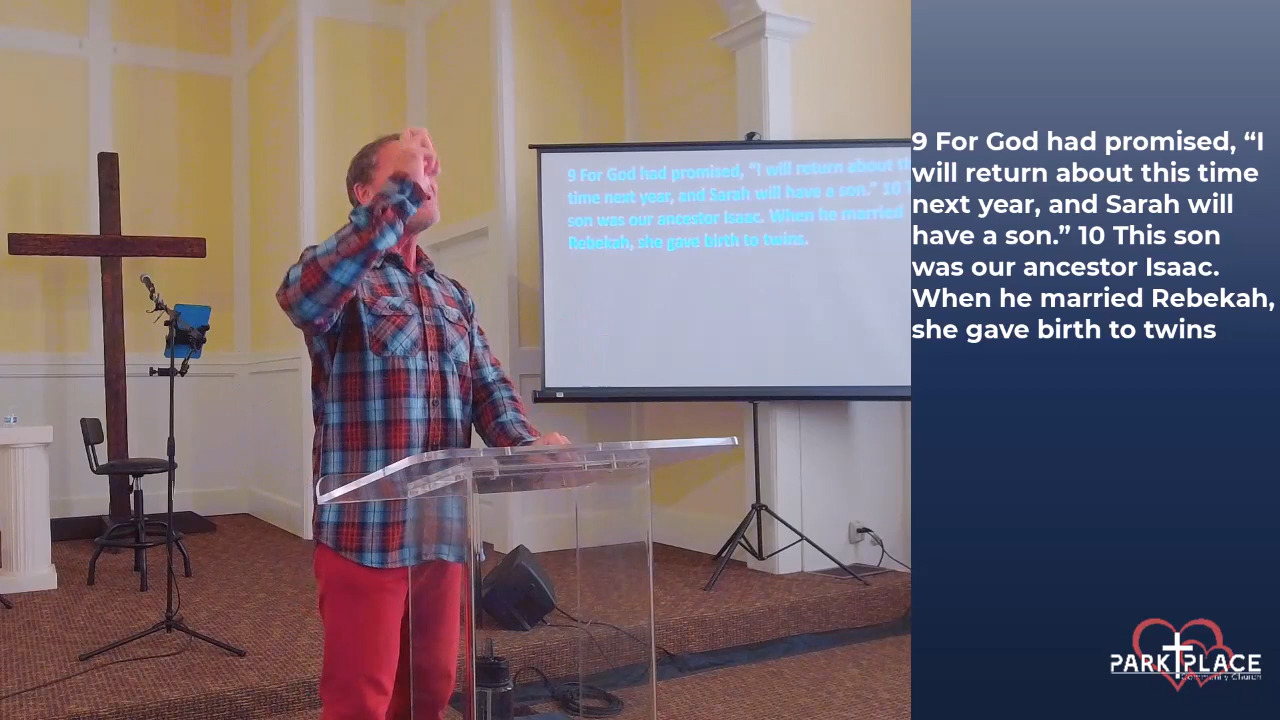 9 For God had promised, “I will return about th
time next year, and Sarah will have a son.” 10 T
son was our ancestor Isaac. When he married
Rebekah, she gave birth to twins.
9 For God had promised, “I
will return about this time
next year, and Sarah will
have a son.” 10 This son
was our ancestor Isaac.
When he married Rebekah,
she gave birth to twins
PARK PLACE
Community Church